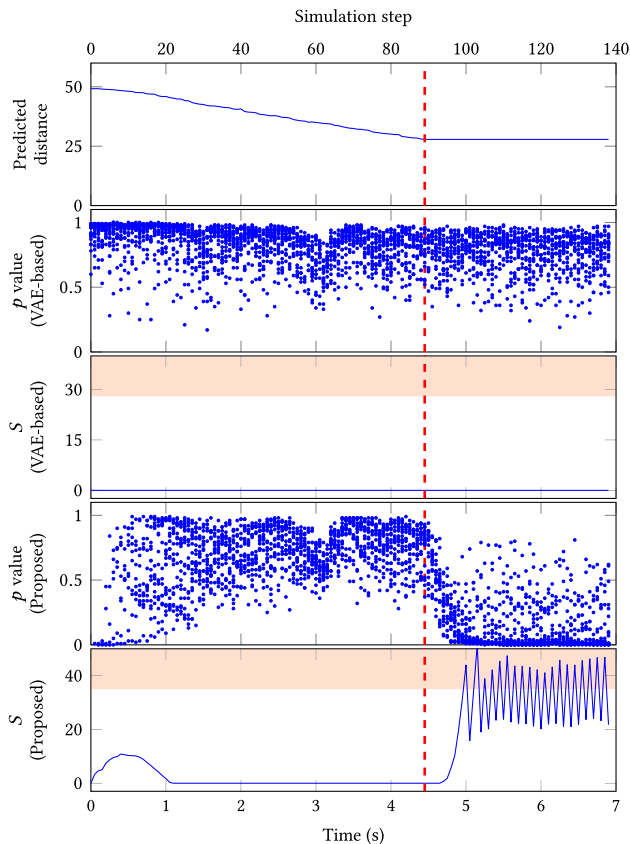 Simulation step
0 20 40 60 80 100 120 140
50
25
0
Predicted
distance
1
0.5
0
p value
(VAE-based)
30
15
0
S
(VAE-based)
1
0.5
0
p value
(Proposed)
40
20
0
S
(Proposed)
0 1 2 3 4 5 6 7
Time (s)